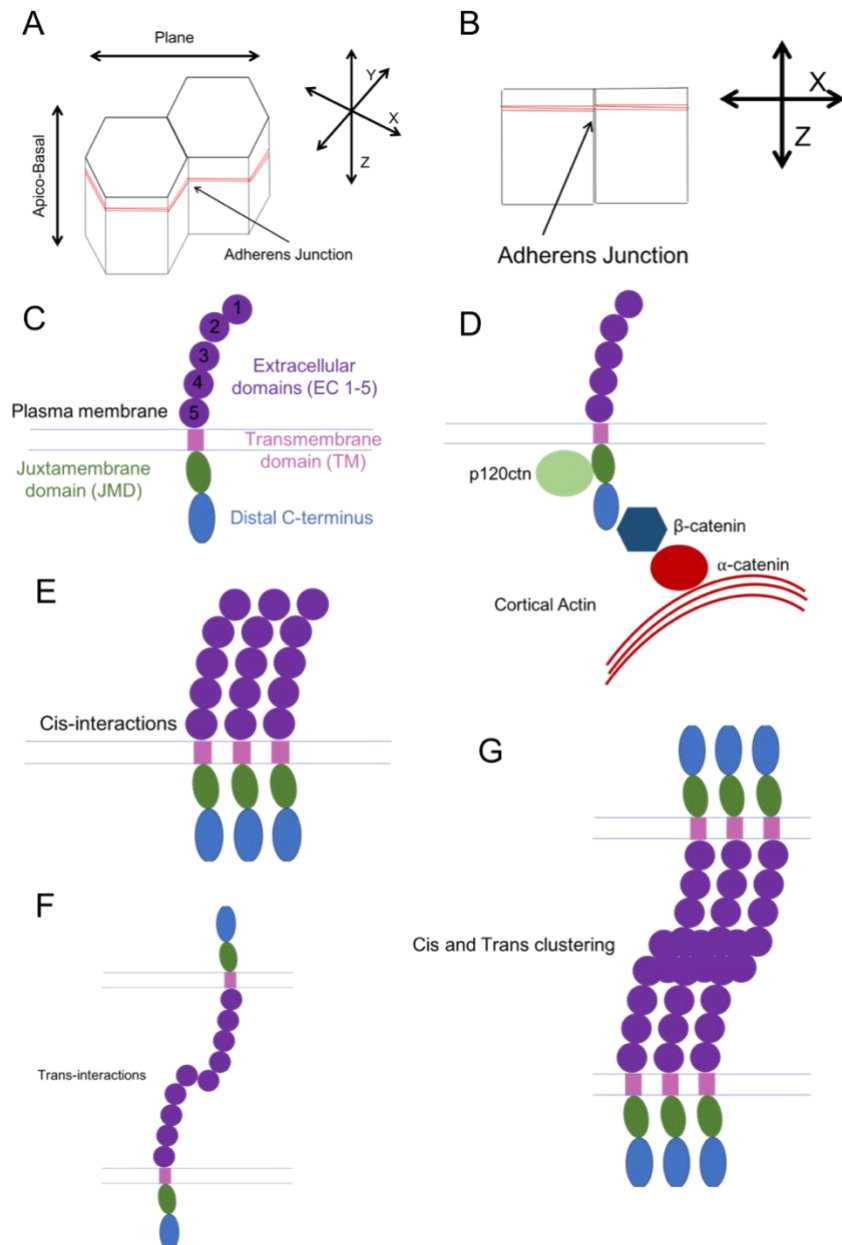 A
Plane
Apico-Basal
Y
X
Z
Adherens Junction
B
X
Z
Adherens Junction
C
1
2
3
4
5
Extracellular
domains (EC 1-5)
Plasma membrane
Transmembrane
domain (TM)
Juxtamembrane
domain (JMD)
Distal C-terminus
D
p120ctn
β-catenin
α-catenin
Cortical Actin
E
Cis-interactions
F
Trans-interactions
G
Cis and Trans clustering